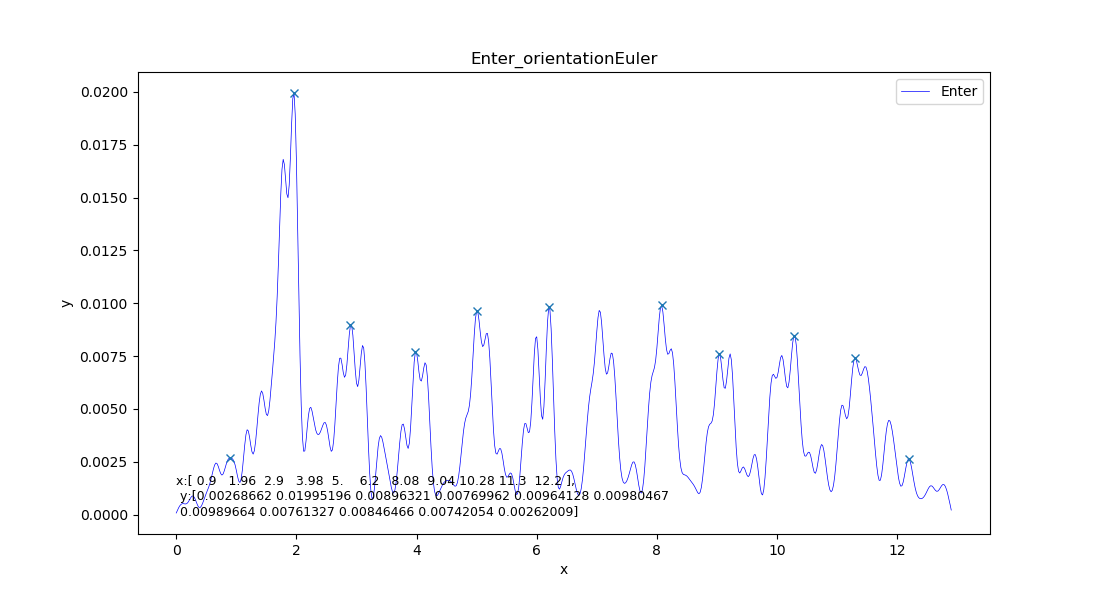 Enter_orientationEuler
Enter
0.0200
0.0175
0.0150
0.0125
0.0100
0.0075
0.0050
0.0025
0.0000
y
x:[ 0.9 1.96 2.9 3.98 5. 6.2 8.08 9.04 10.28 11.3 12.2 ],
y:[0.00268662 0.01995196 0.00896321 0.00769962 0.00964128 0.00980467
0.00989664 0.00761327 0.00846466 0.00742054 0.00262009]
0 2 4 6 8 10 12
x